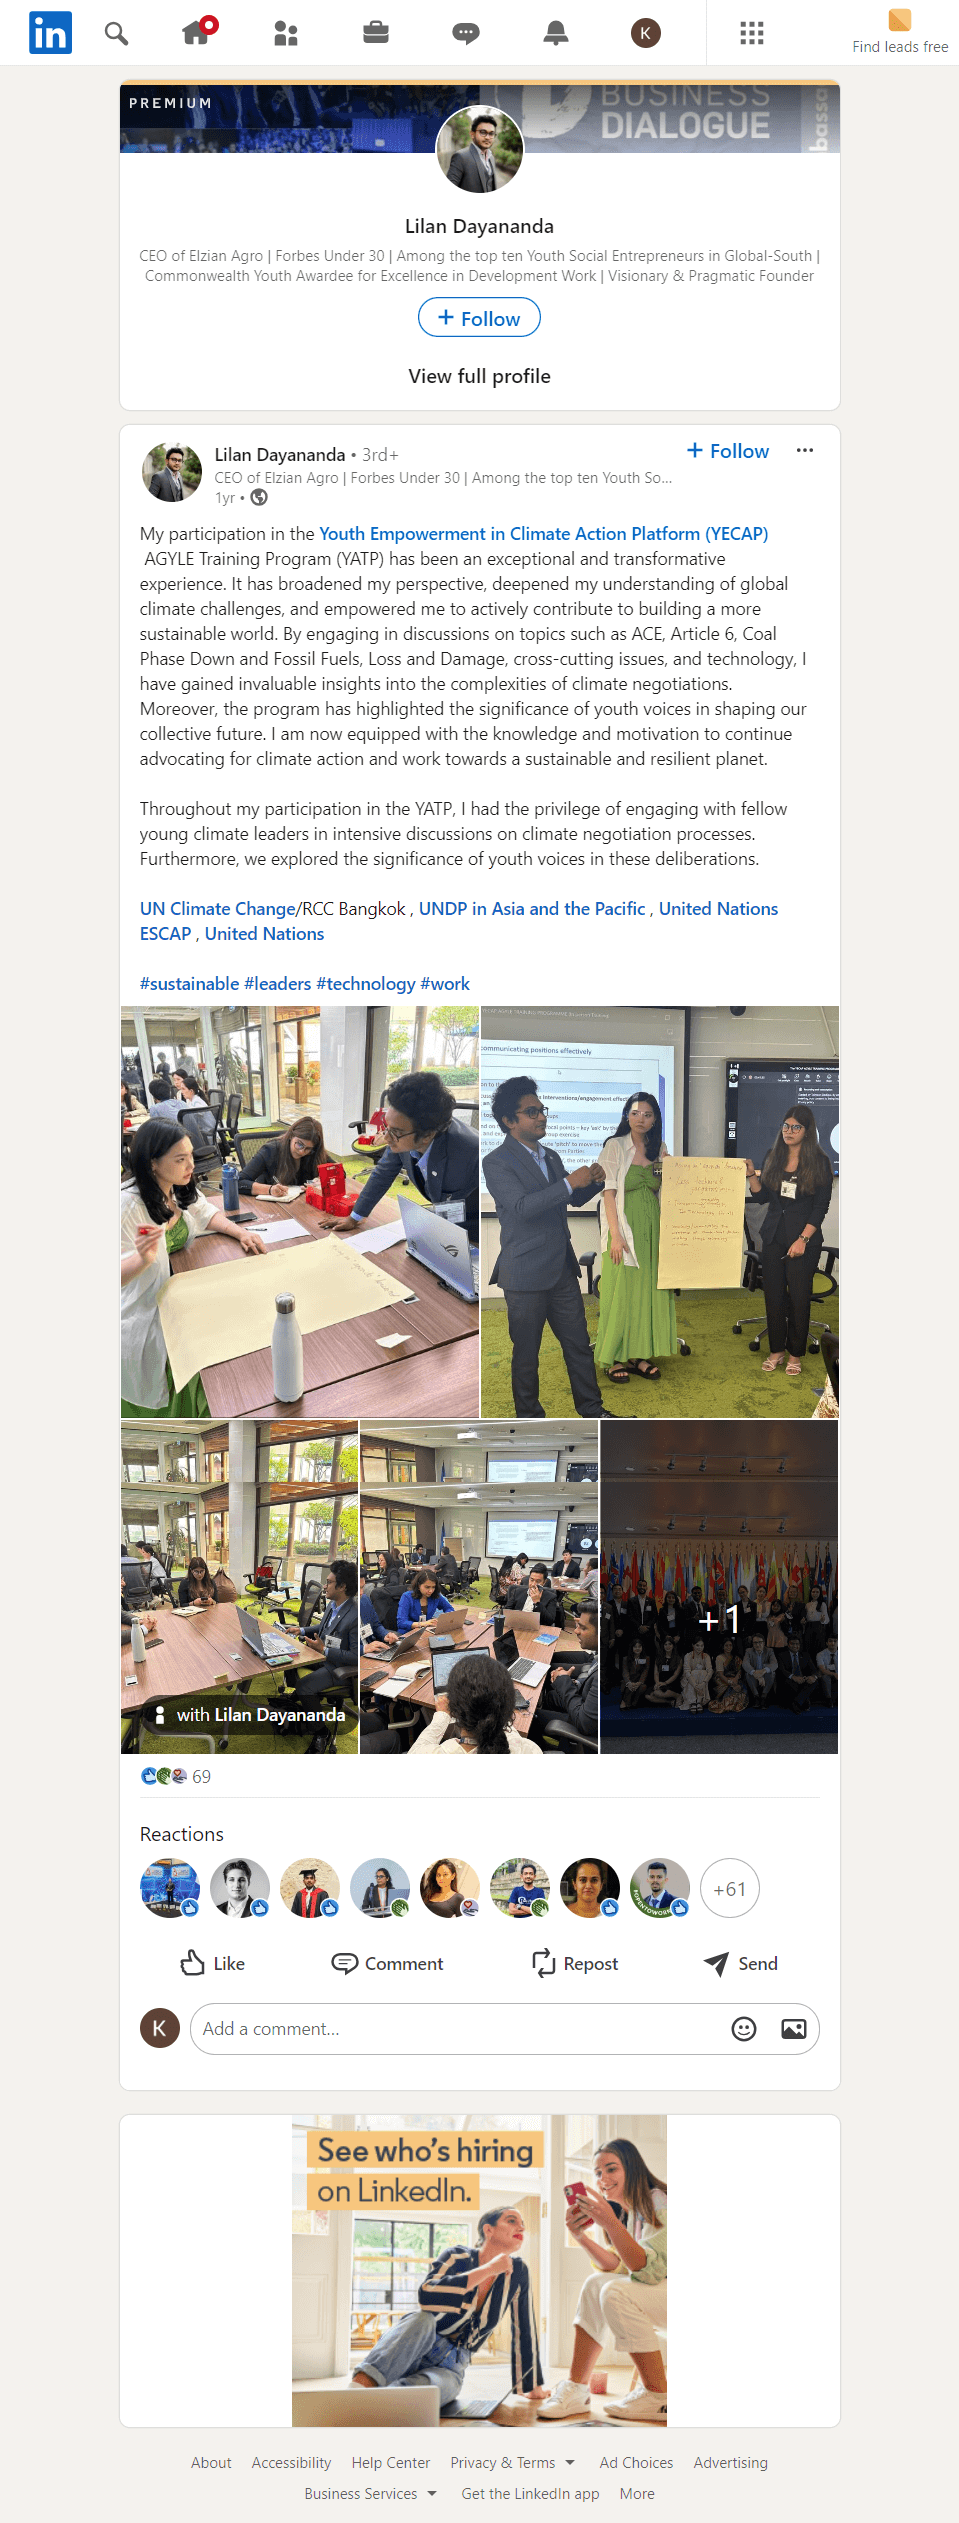 in
K
Find leads free
PREMIUM
BUSINESS
DIALOGUE
bassa
Lilan Dayananda
CEO of Elzian Agro | Forbes Under 30 | Among the top ten Youth Social Entrepreneurs in Global-South |
Commonwealth Youth Awardee for Excellence in Development Work | Visionary & Pragmatic Founder
+ Follow
View full profile
Lilan Dayananda • 3rd+
+ Follow
CEO of Elzian Agro | Forbes Under 30 | Among the top ten Youth So...
1yr •
My participation in the Youth Empowerment in Climate Action Platform (YECAP)
AGYLE Training Program (YATP) has been an exceptional and transformative
experience. It has broadened my perspective, deepened my understanding of global
climate challenges, and empowered me to actively contribute to building a more
sustainable world. By engaging in discussions on topics such as ACE, Article 6, Coal
Phase Down and Fossil Fuels, Loss and Damage, cross-cutting issues, and technology, I
have gained invaluable insights into the complexities of climate negotiations.
Moreover, the program has highlighted the significance of youth voices in shaping our
collective future. I am now equipped with the knowledge and motivation to continue
advocating for climate action and work towards a sustainable and resilient planet.
Throughout my participation in the YATP, I had the privilege of engaging with fellow
young climate leaders in intensive discussions on climate negotiation processes.
Furthermore, we explored the significance of youth voices in these deliberations.
UN Climate Change/RCC Bangkok , UNDP in Asia and the Pacific , United Nations
ESCAP , United Nations
#sustainable #leaders #technology #work
communicating positions effectively
+1
with Lilan Dayananda
69
Reactions
+61
Like
Comment
Repost
Send
K
Add a comment...
See who's hiring
on LinkedIn.
About Accessibility Help Center Privacy & Terms Ad Choices Advertising
Business Services Get the LinkedIn app More